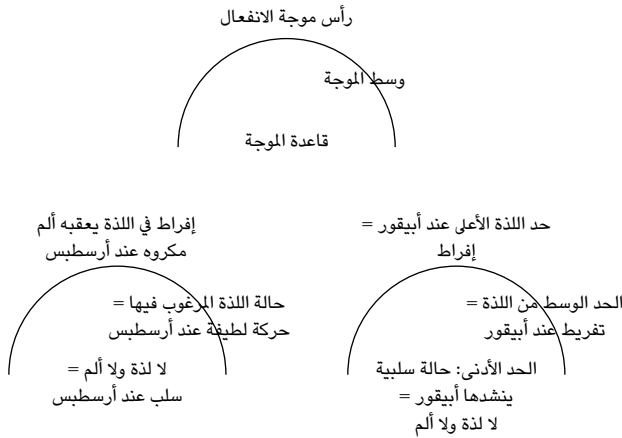 رأس موجة الانفعال
وسط الموجة
قاعدة الموجة
حد اللذة الأعلى عند أبيقور =
إفراط
الحد الوسط من اللذة =
تفريط عند أبيقور
الحد الأدنى: حالة سلبية
ينشدها أبيقور =
لا لذة ولا ألم
إفراط في اللذة يعقبه ألم
مكروه عند أرسطبس
حالة اللذة المرغوب فيها =
حركة لطيفة عند أرسطبس
لا لذة ولا ألم =
سلب عند أرسطبس